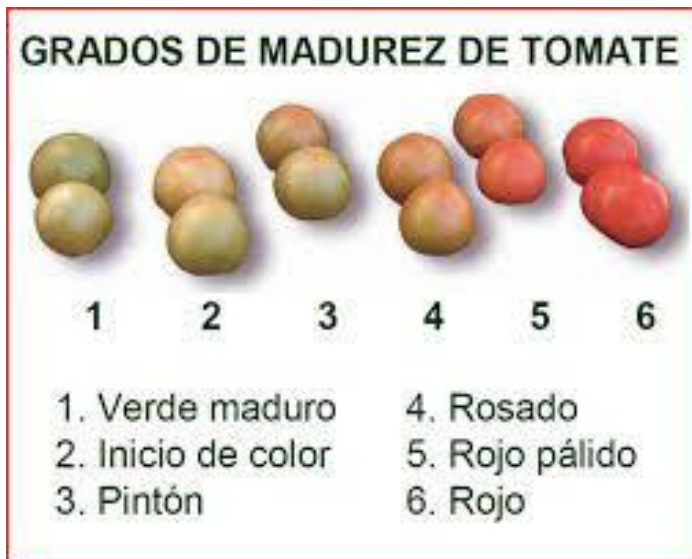 GRADOS DE MADUREZ DE TOMATE
1 2 3 4 5 6
1. Verde maduro
2. Inicio de color
3. Pintón
4. Rosado
5. Rojo pálido
6. Rojo